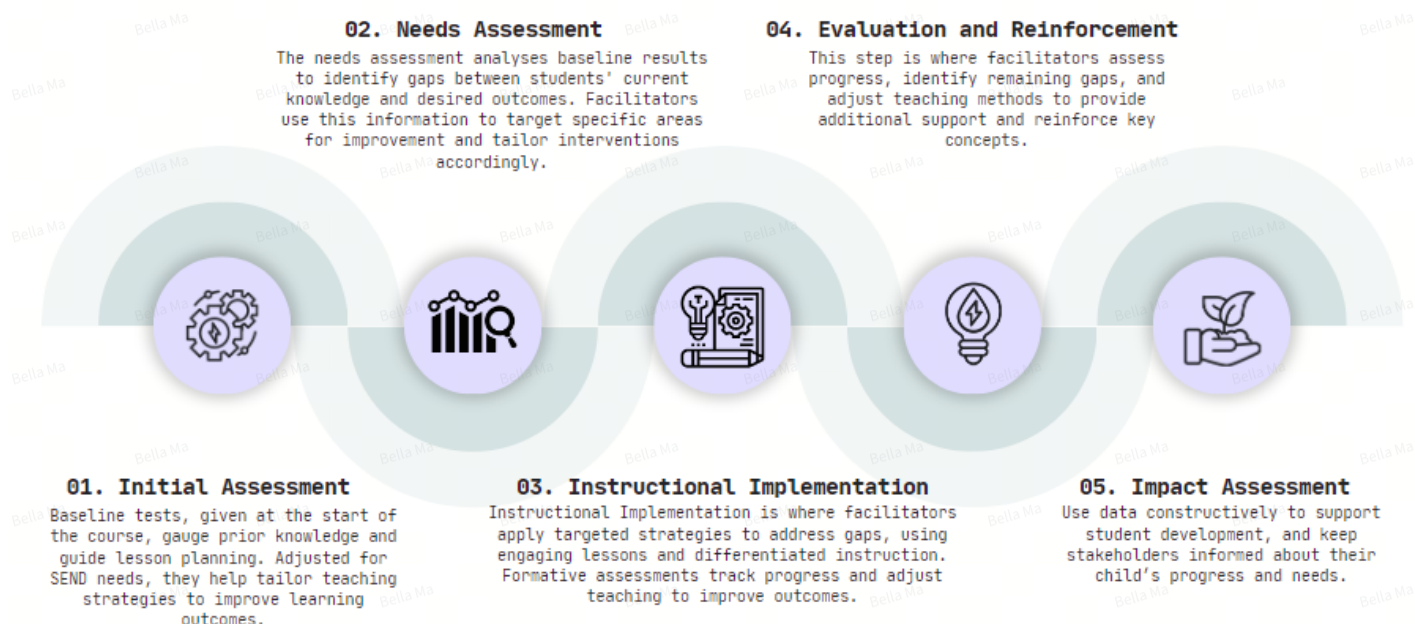 02. Needs Assessment
The needs assessment analyses baseline results
to identify gaps between students' current
knowledge and desired outcomes. Facilitators
use this information to target specific areas
for improvement and tailor interventions
accordingly.
04. Evaluation and Reinforcement
This step is where facilitators assess
progress, identify remaining gaps, and
adjust teaching methods to provide
additional support and reinforce key
concepts.
01. Initial Assessment
Baseline tests, given at the start of
the course, gauge prior knowledge and
guide lesson planning. Adjusted for
SEND needs, they help tailor teaching
strategies to improve learning
outcomes.
03. Instructional Implementation
Instructional Implementation is where facilitators
apply targeted strategies to address gaps, using
engaging lessons and differentiated instruction.
Formative assessments track progress and adjust
teaching to improve outcomes.
05. Impact Assessment
Use data constructively to support
student development, and keep
stakeholders informed about their
child’s progress and needs.
Bella Ma